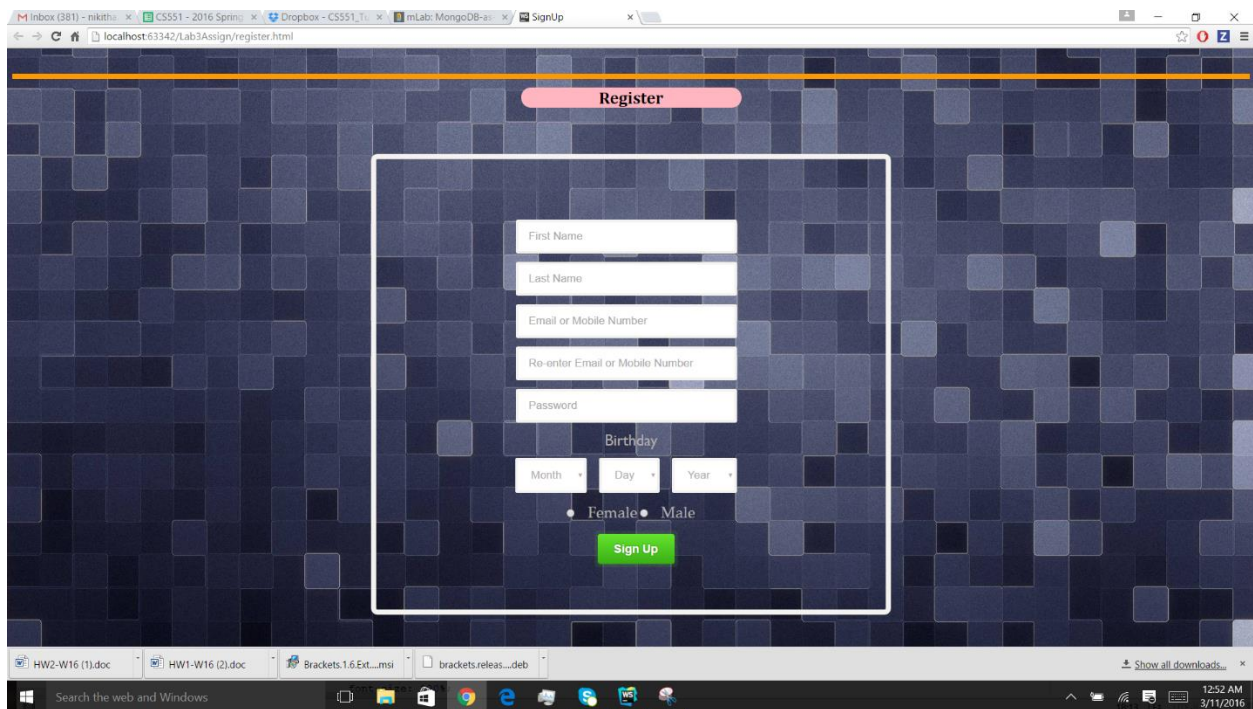 Inbox (381) - nikitha
CS551 - 2016 Spring
Dropbox - CS551_Tu
mLab: MongoDB-as-
SignUp
localhost:63342/Lab3Assign/register.html
Register
First Name
Last Name
Email or Mobile Number
Re-enter Email or Mobile Number
Password
Birthday
Month Day Year
Female Male
Sign Up
HW2-W16 (1).doc
HW1-W16 (2).doc
Brackets.1.6.Ext....msi
brackets.releas....deb
Show all downloads...
Search the web and Windows
12:52 AM
3/11/2016